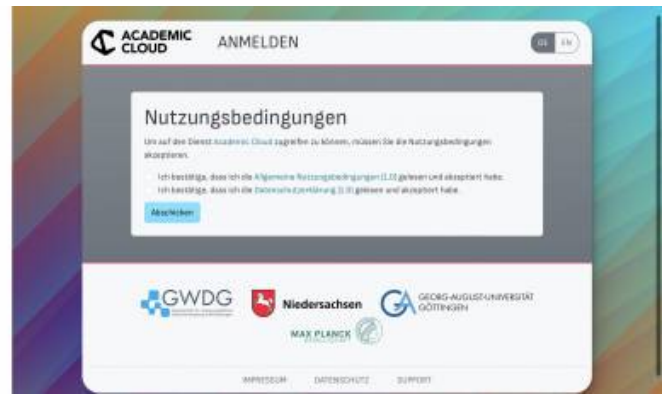 ACADEMIC
CLOUD
ANMELDEN
DE EN
Nutzungsbedingungen
Um auf den Dienst Academic Cloud zugreifen zu können, müssen Sie die Nutzungsbedingungen
akzeptieren.
Ich bestätige, dass ich die Allgemeine Nutzungsbedingungen (1.0) gelesen und akzeptiert habe.
Ich bestätige, dass ich die Datenschutzerklärung (1.0) gelesen und akzeptiert habe.
Abschicken
GWDG
Niedersachsen
GEORG-AUGUST-UNIVERSITÄT
GÖTTINGEN
MAX PLANCK
IMPRESSUM DATENSCHUTZ SUPPORT